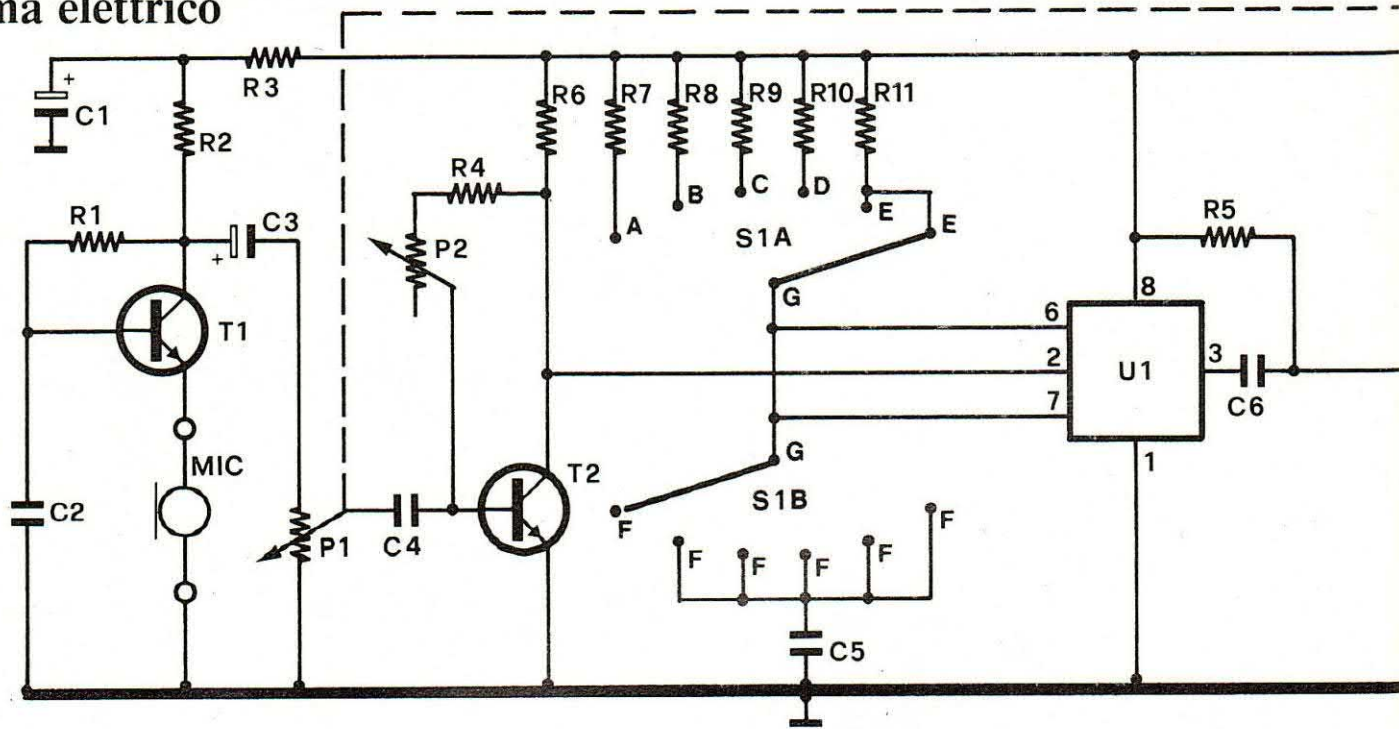 ma elettrico
+
C1
R3
R2
R6
R7
R8
R9
R10
R11
R4
A
B
C
D
E
E
R1
C3
+
P2
S1A
R5
G
8
T1
6
2
7
U1
3
C6
MIC
T2
G
1
C2
P1
C4
F
S1B
F
F
F
F
F
C5